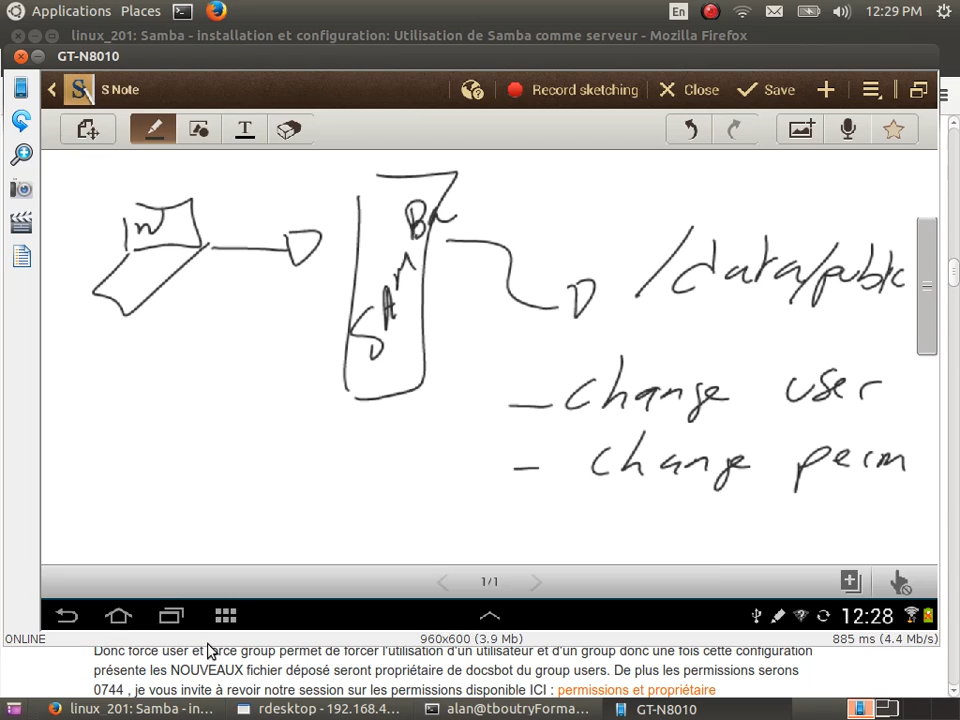 Applications Places En 12:29 PM
linux_201: Samba - installation et configuration: Utilisation de Samba comme serveur - Mozilla Firefox
GT-N8010
S Note Record sketching Close Save
T
SAmBa
/data/public
- change user
- change perm
1/1
12:28
ONLINE 960x600 (3.9 Mb) 885 ms (4.4 Mb/s)
Donc force user et force group permet de forcer l'utilisation d'un utilisateur et d'un group donc une fois cette configuration
présente les NOUVEAUX fichier déposé seront propriétaire de docsbot du group users. De plus les permissions serons
0744 , je vous invite à revoir notre session sur les permissions disponible ICI : permissions et propriétaire
linux_201: Samba - in... rdesktop - 192.168.4... alan@tboutryForma... GT-N8010